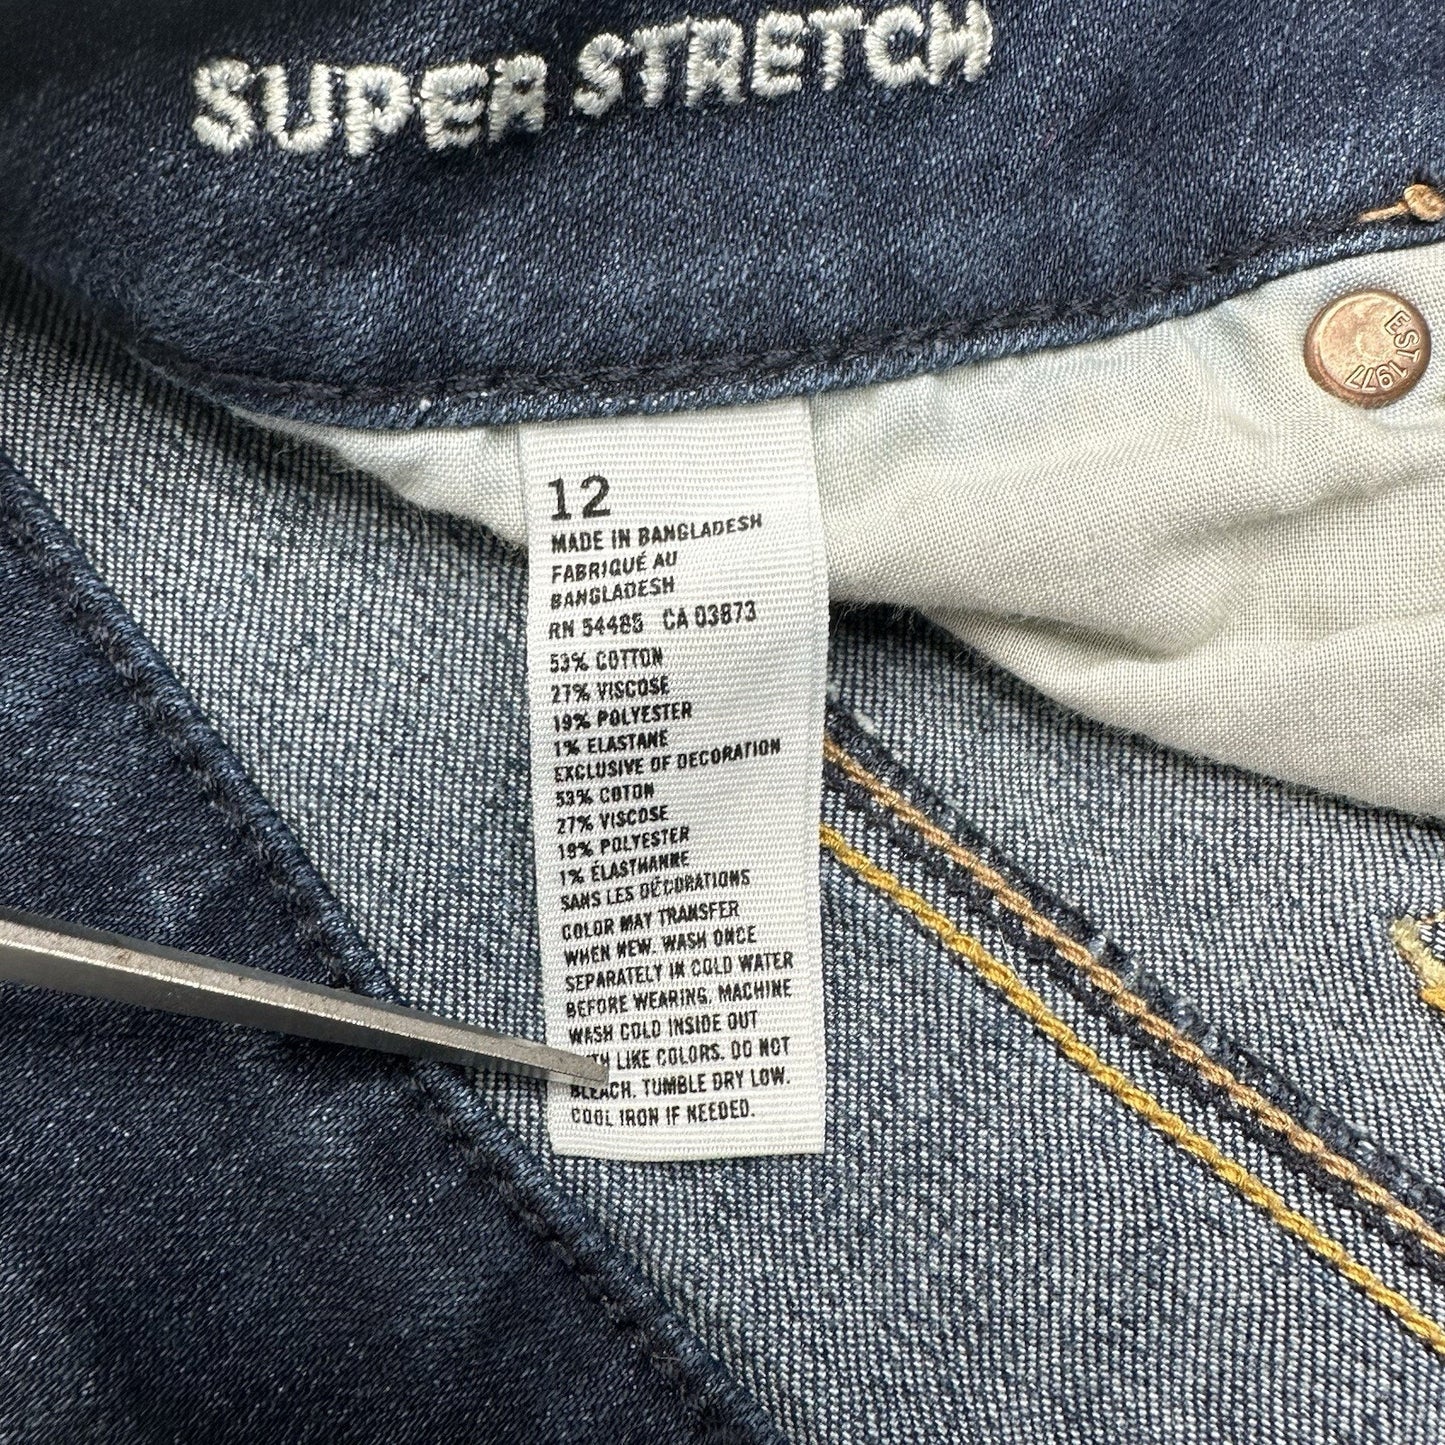 SUPER STRETCH
EST 1977
12
MADE IN BANGLADESH
FABRIQUÉ AU
BANGLADESH
RN 54485 CA 03873
53% COTTON
27% VISCOSE
19% POLYESTER
1% ELASTANE
EXCLUSIVE OF DECORATION
53% COTON
27% VISCOSE
19% POLYESTER
1% ÉLASTHANNE
SANS LES DÉCORATIONS
COLOR MAY TRANSFER
WHEN NEW. WASH ONCE
SEPARATELY IN COLD WATER
BEFORE WEARING. MACHINE
WASH COLD INSIDE OUT
LIKE COLORS. DO NOT
BLEACH. TUMBLE DRY LOW.
COOL IRON IF NEEDED.